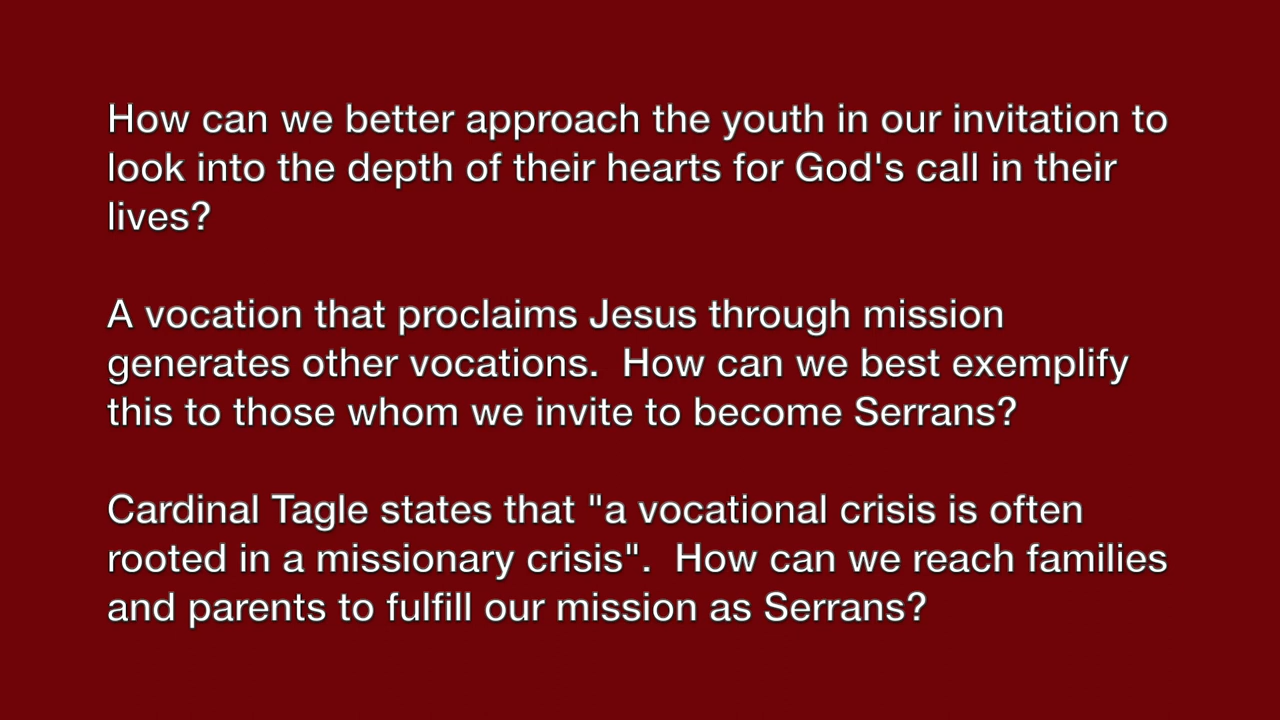 How can we better approach the youth in our invitation to
look into the depth of their hearts for God's call in their
lives?
A vocation that proclaims Jesus through mission
generates other vocations.  How can we best exemplify
this to those whom we invite to become Serrans?
Cardinal Tagle states that "a vocational crisis is often
rooted in a missionary crisis".  How can we reach families
and parents to fulfill our mission as Serrans?